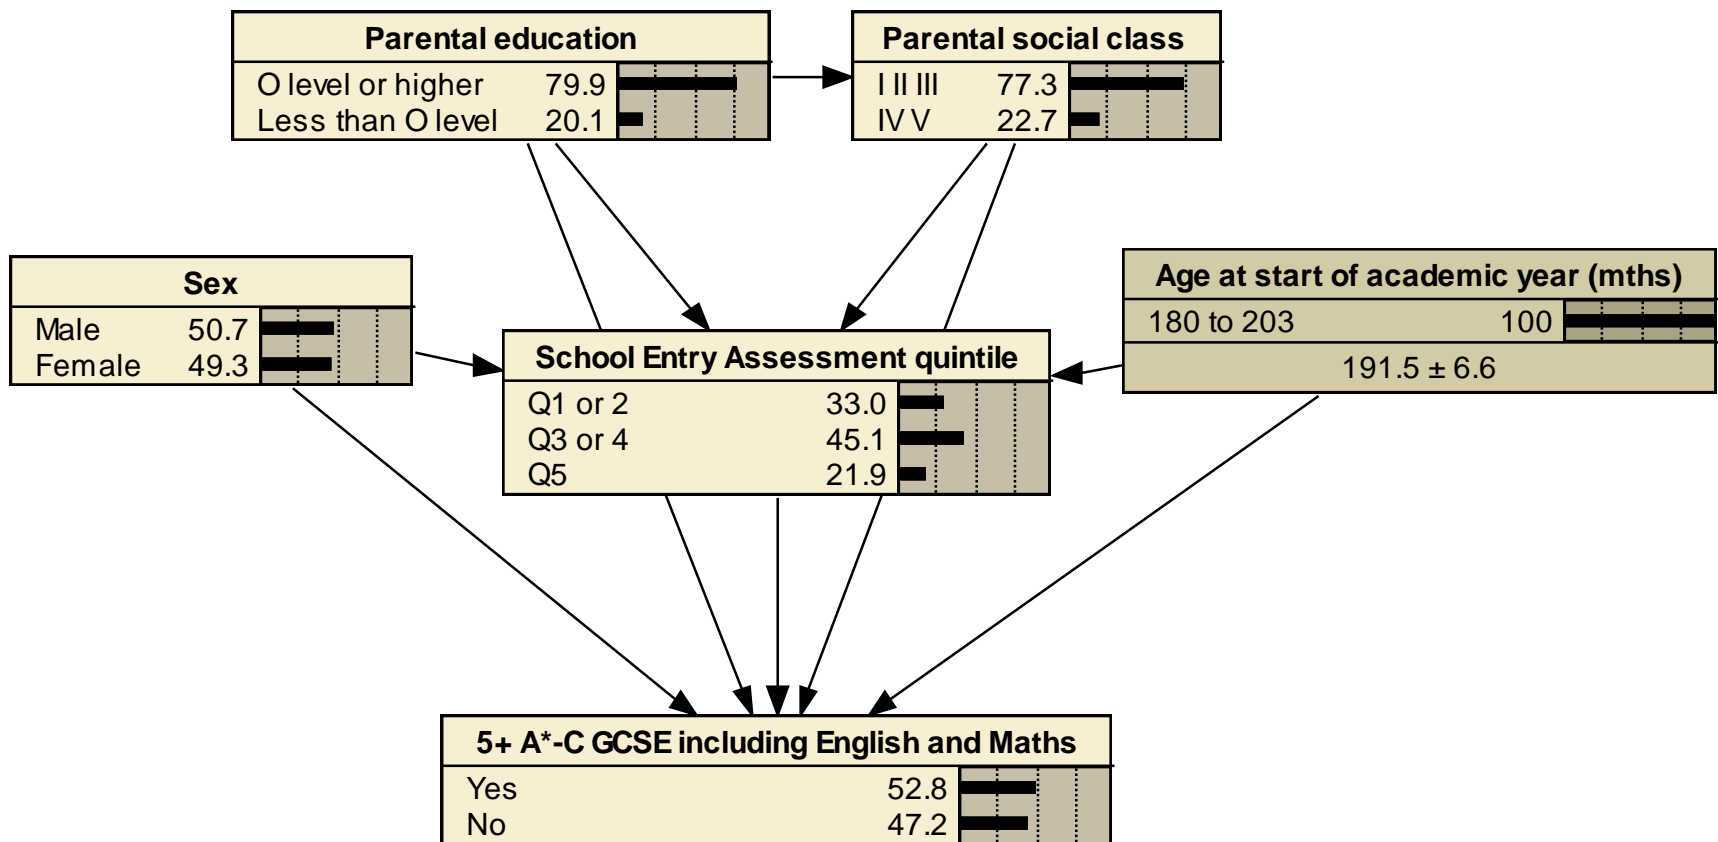 Parental education
O level or higher 79.9
Less than O level 20.1
Parental social class
I II III 77.3
IV V 22.7
Sex
Male 50.7
Female 49.3
Age at start of academic year (mths)
180 to 203 100
191.5 ± 6.6
School Entry Assessment quintile
Q1 or 2 33.0
Q3 or 4 45.1
Q5 21.9
5+ A*-C GCSE including English and Maths
Yes 52.8
No 47.2